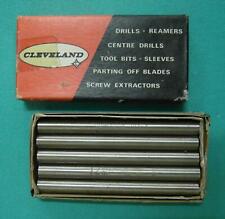 CLEVELAND
DRILLS - REAMERS
CENTRE DRILLS
TOOL BITS - SLEEVES
PARTING OFF BLADES
SCREW EXTRACTORS